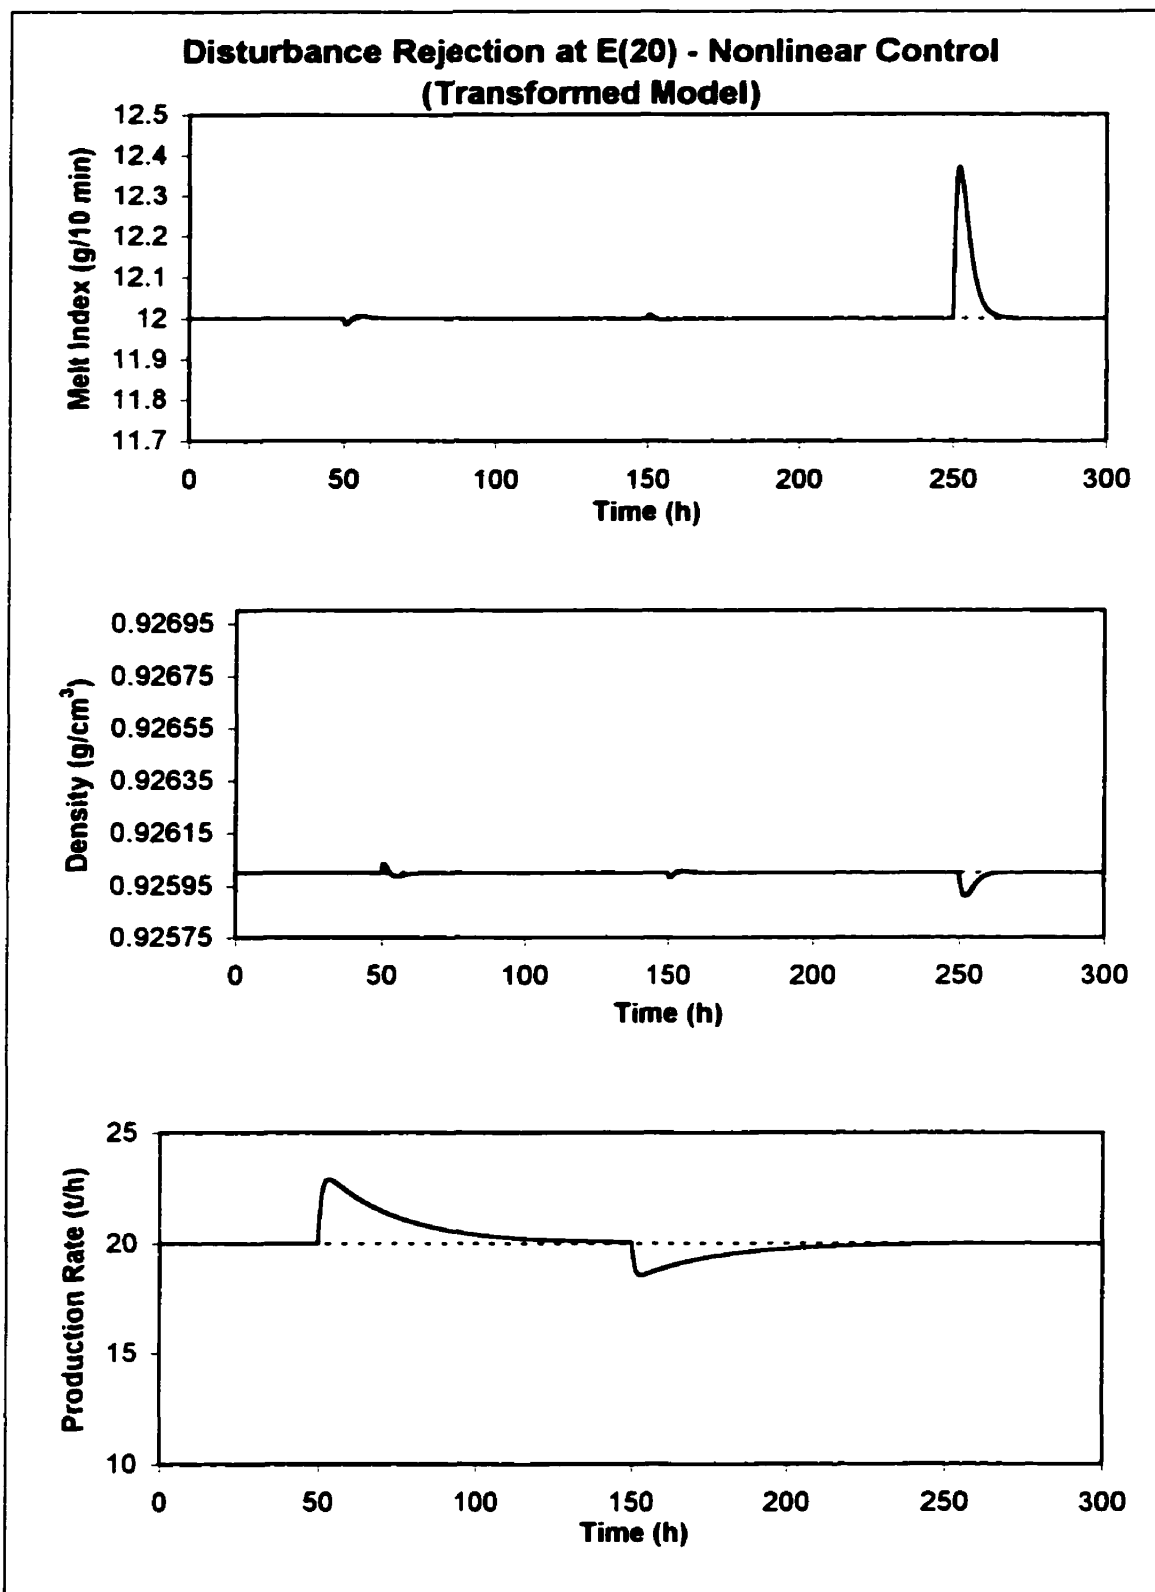 Disturbance Rejection at E(20) - Nonlinear Control
(Transformed Model)
Melt Index (g/10 min)
12.5
12.4
12.3
12.2
12.1
12
11.9
11.8
11.7
0 50 100 150 200 250 300
Time (h)
Density (g/cm³)
0.92695
0.92675
0.92655
0.92635
0.92615
0.92595
0.92575
0 50 100 150 200 250 300
Time (h)
Production Rate (t/h)
25
20
15
10
0 50 100 150 200 250 300
Time (h)